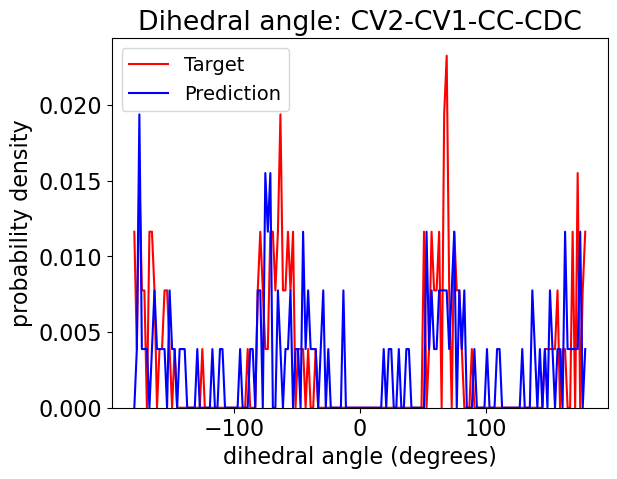 Dihedral angle: CV2-CV1-CC-CDC
Target
Prediction
probability density
0.020
0.015
0.010
0.005
0.000
−100
0
100
dihedral angle (degrees)